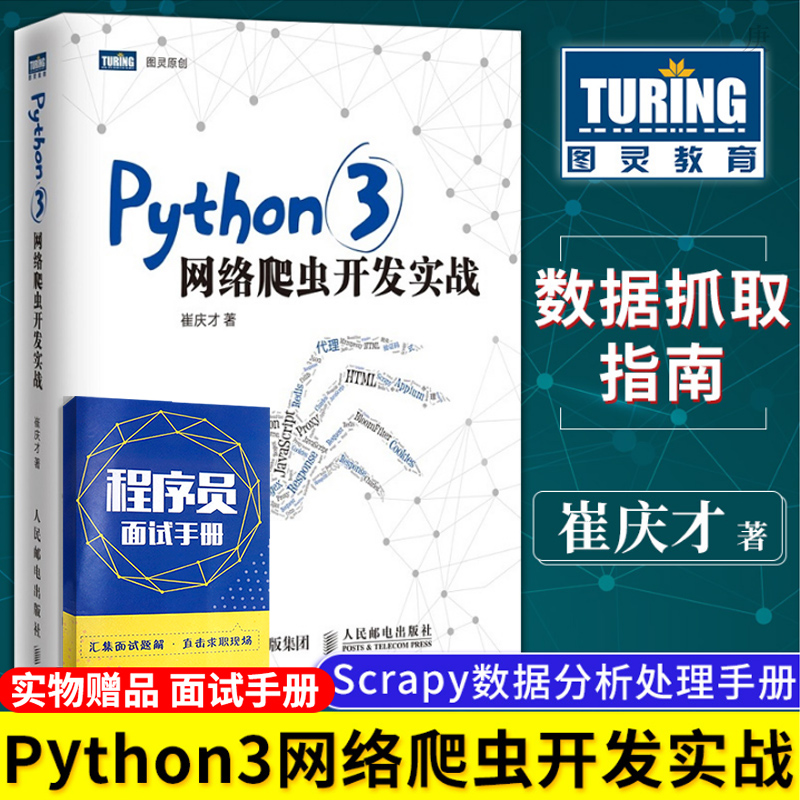 TURING
图灵教育
图灵原创
Python 3
网络爬虫开发实战
崔庆才 著
Python 3
网络爬虫开发实战
崔庆才 著
人民邮电出版社
代理
HTML
Scrapy
Appium
Redis
JavaScript
Proxy
BloomFilter
Cookies
Response
程序员
面试手册
汇集面试题解·直击求职现场
版集团
人民邮电出版社
POSTS & TELECOM PRESS
TURING
图灵教育
数据抓取
指南
崔庆才 著
实物赠品 面试手册
Scrapy数据分析处理手册
Python3网络爬虫开发实战